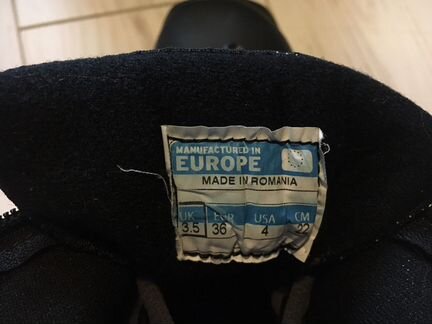 MANUFACTURED IN
EUROPE
MADE IN ROMANIA
UK EUR USA CM
3.5 36 4 22